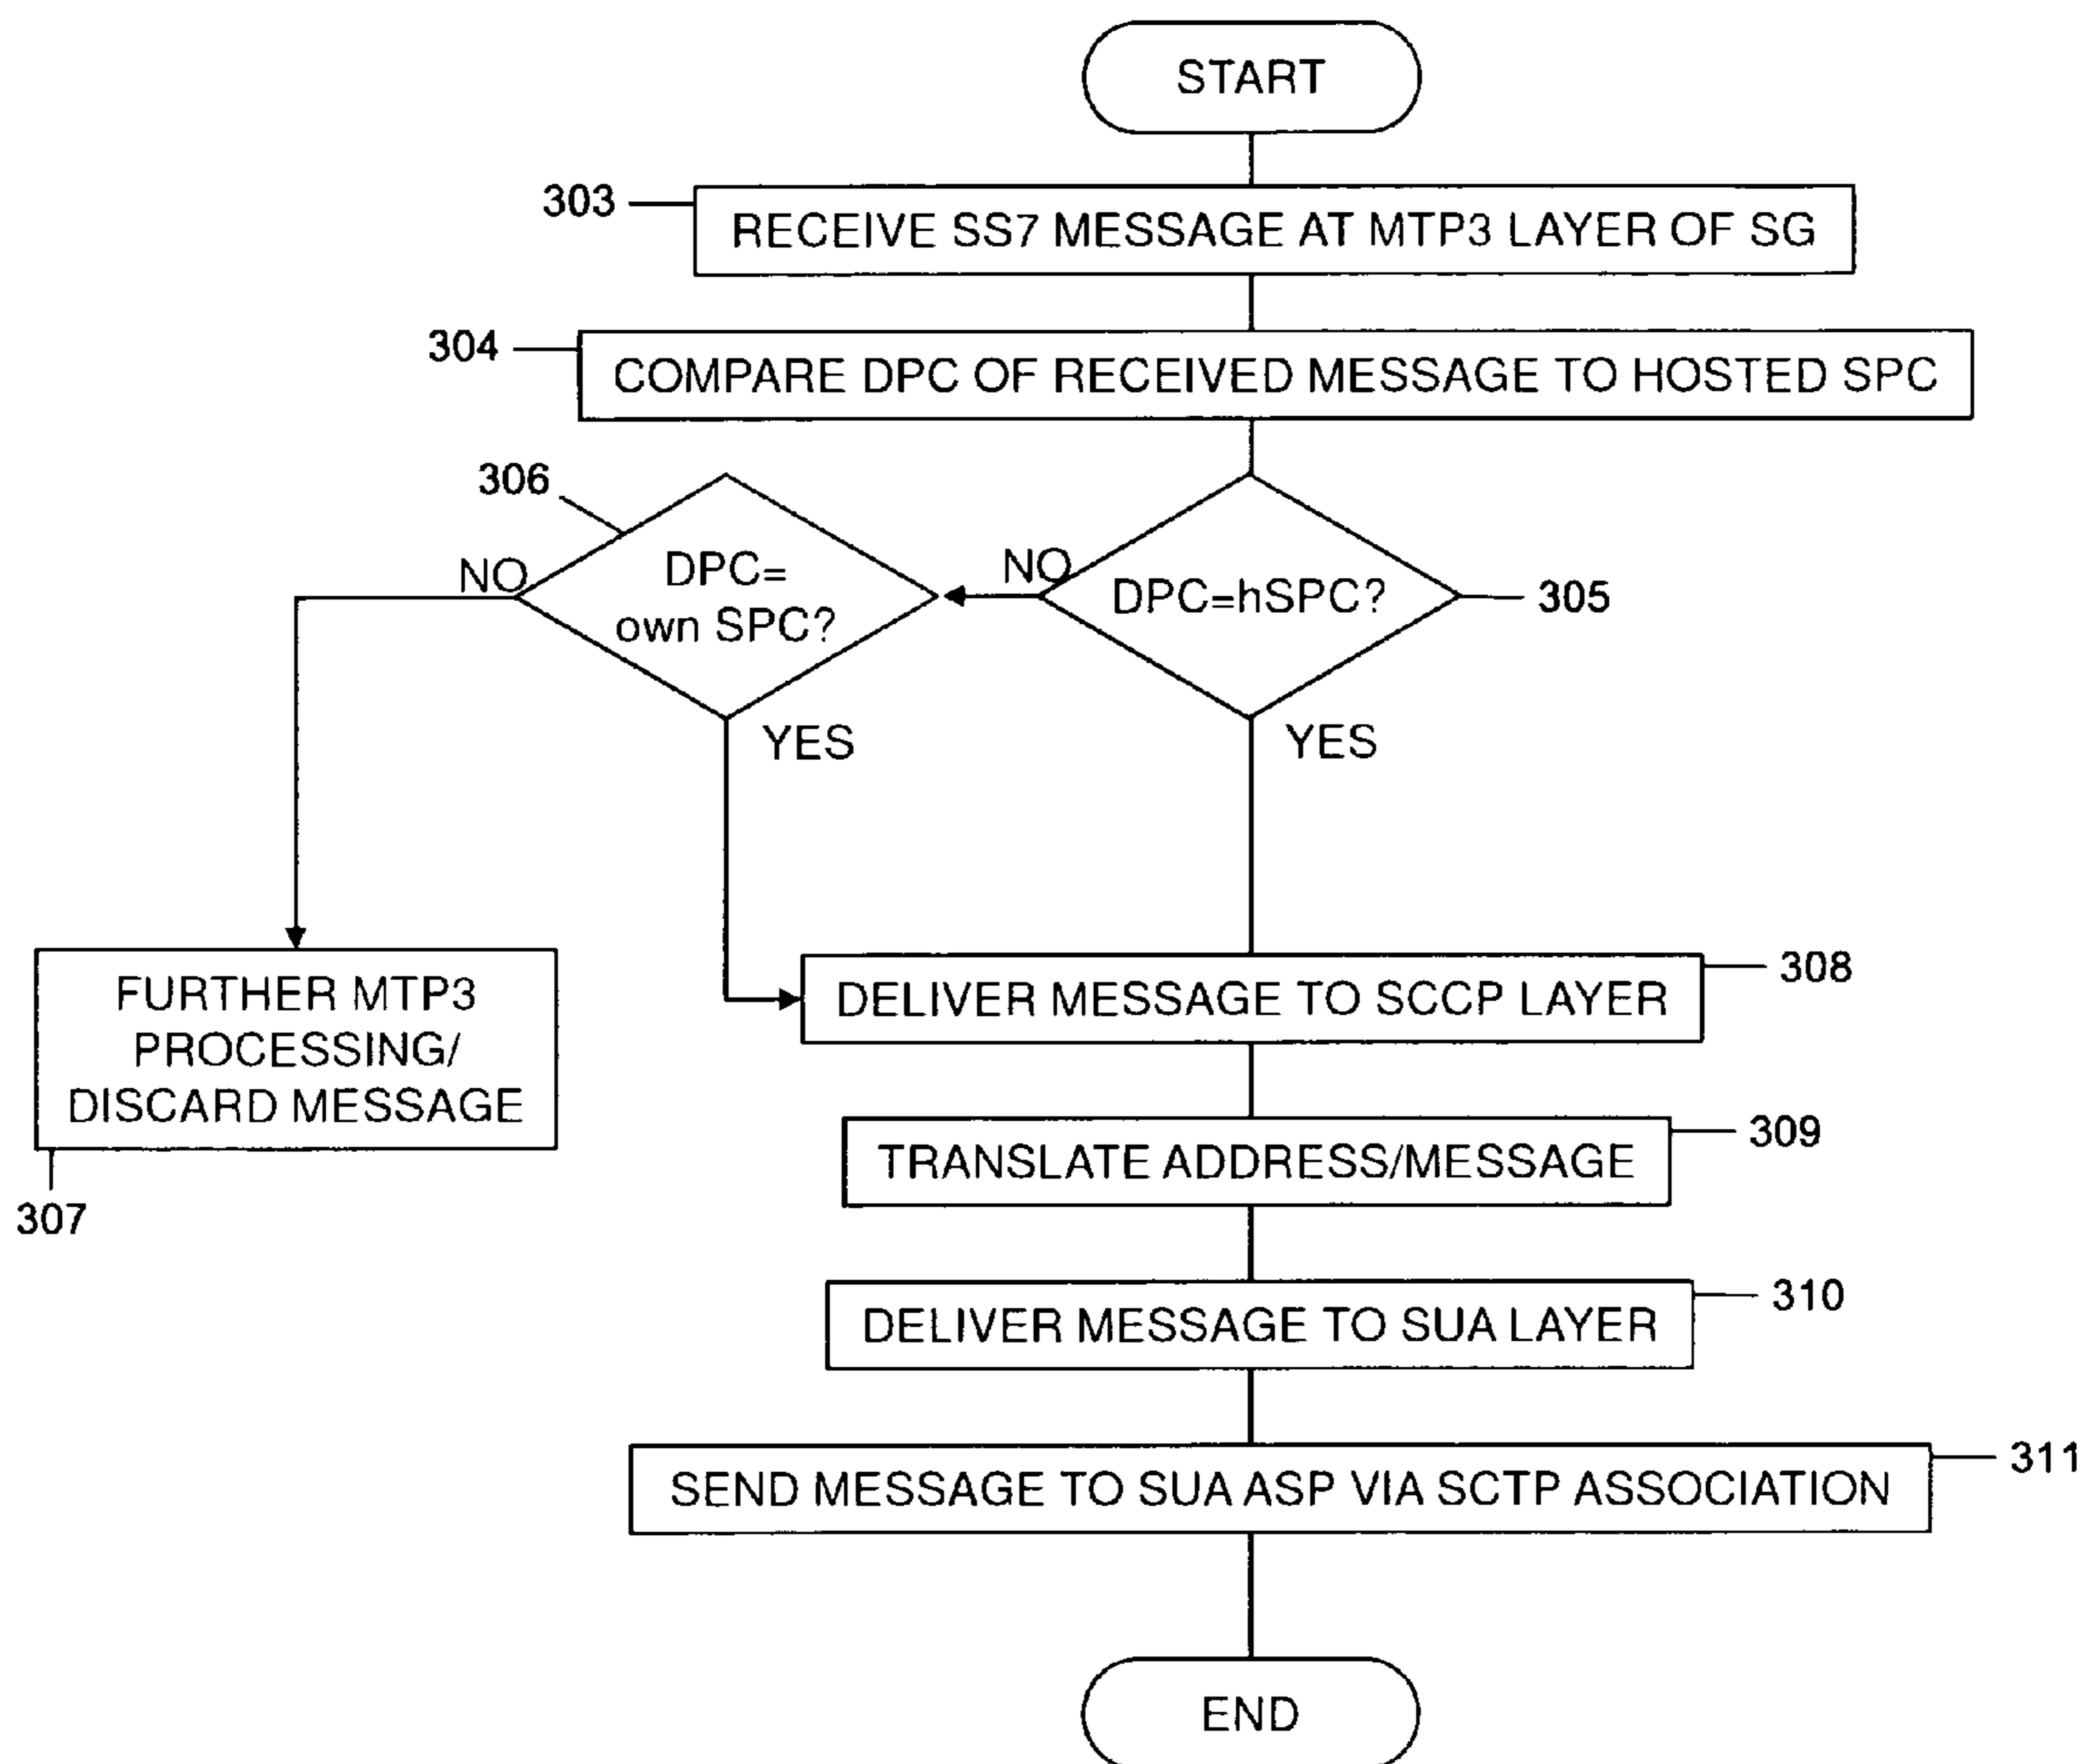 START
303
RECEIVE SS7 MESSAGE AT MTP3 LAYER OF SG
304
COMPARE DPC OF RECEIVED MESSAGE TO HOSTED SPC
306
NO
DPC=
own SPC?
NO
DPC=hSPC?
305
YES
YES
FURTHER MTP3
PROCESSING/
DISCARD MESSAGE
307
DELIVER MESSAGE TO SCCP LAYER
308
TRANSLATE ADDRESS/MESSAGE
309
DELIVER MESSAGE TO SUA LAYER
310
SEND MESSAGE TO SUA ASP VIA SCTP ASSOCIATION
311
END